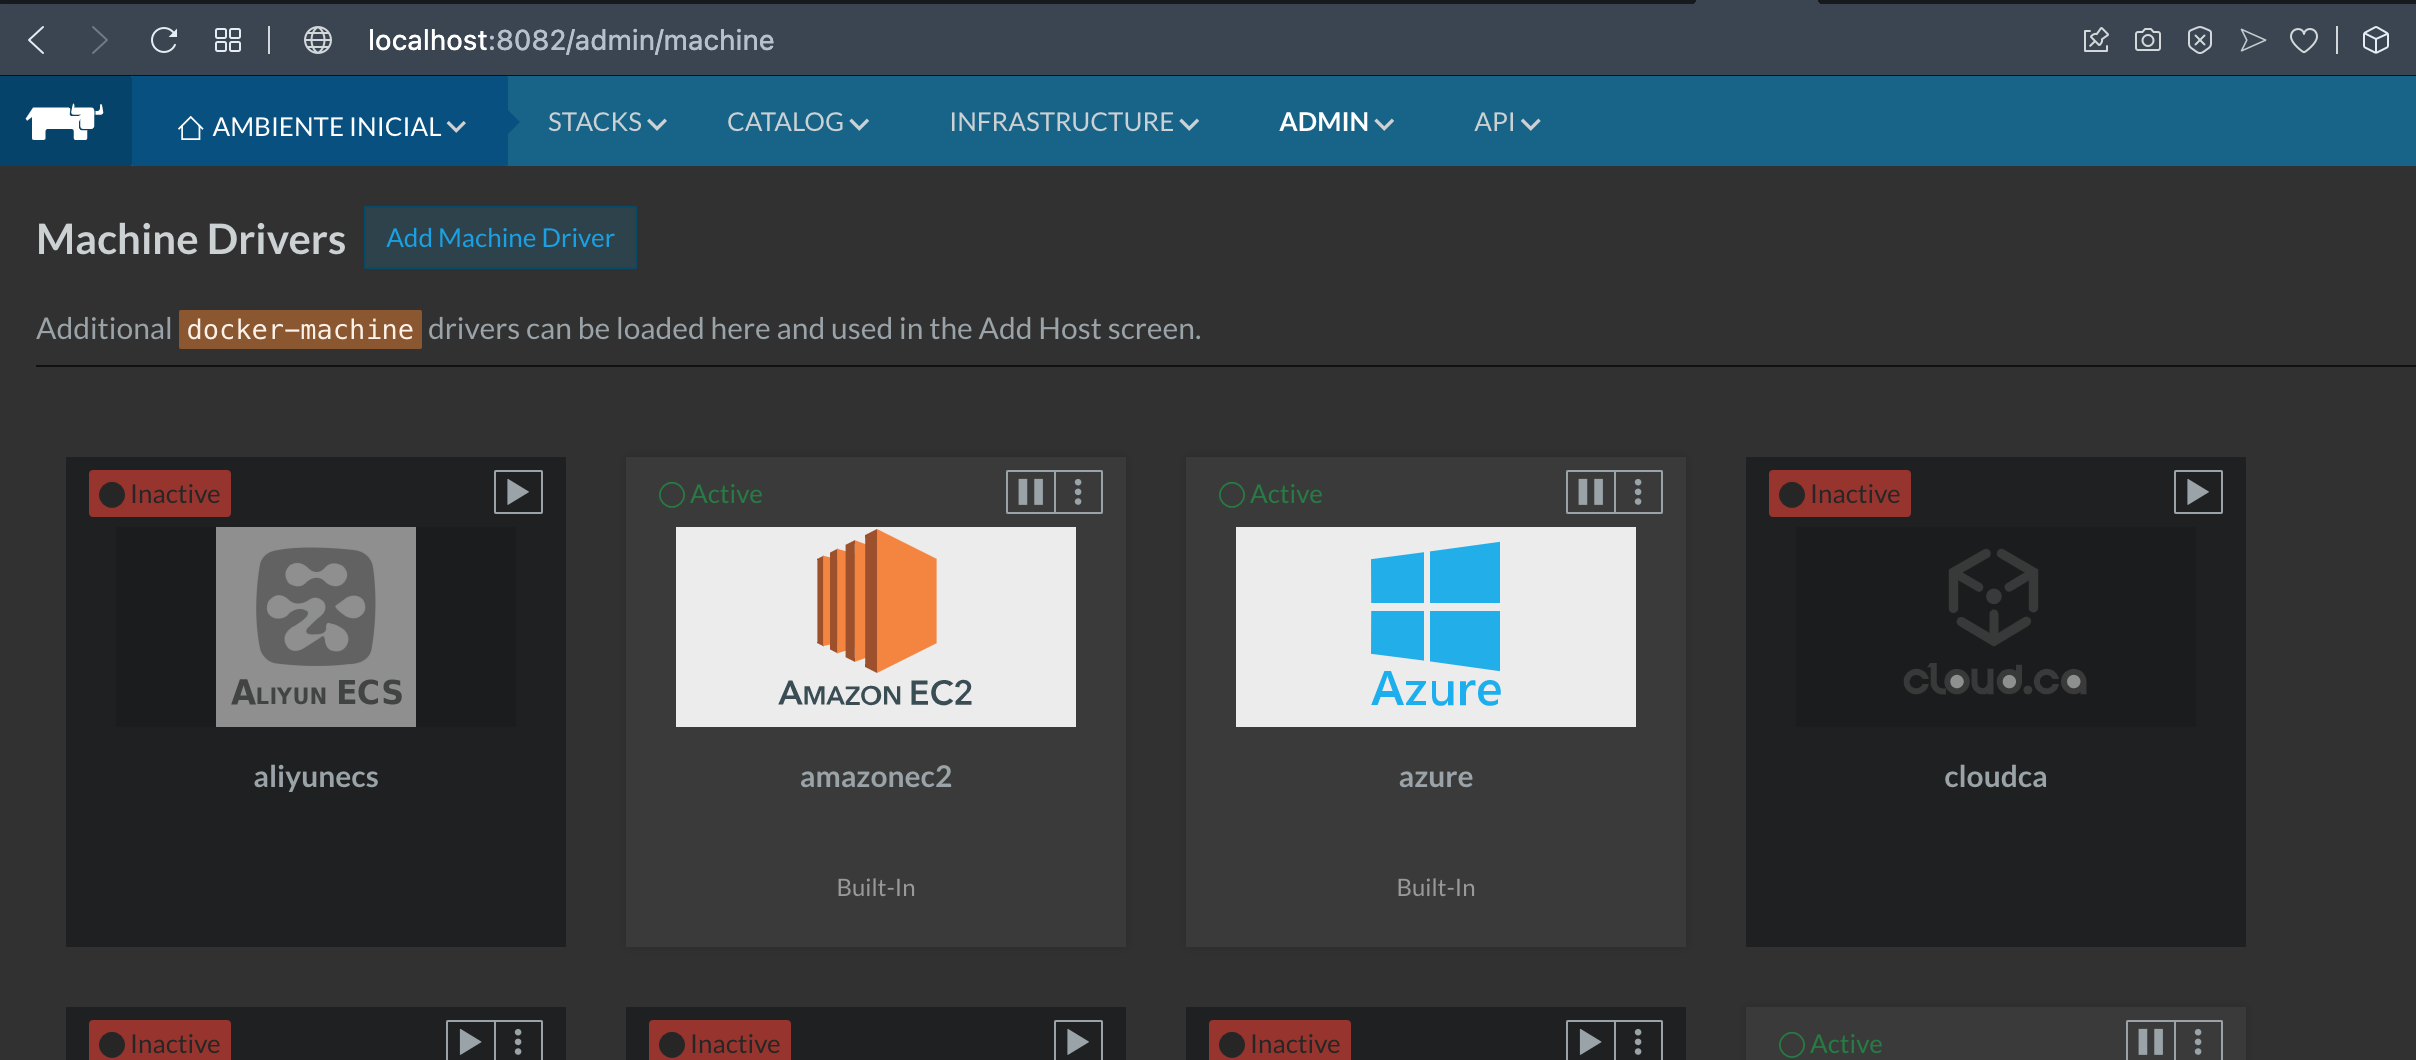 localhost:8082/admin/machine
AMBIENTE INICIAL STACKS CATALOG INFRASTRUCTURE ADMIN API
Machine Drivers Add Machine Driver
Additional docker-machine drivers can be loaded here and used in the Add Host screen.
Inactive Active Active Inactive
ALIYUN ECS AMAZON EC2 Azure cloud.ca
aliyunecs amazonec2 azure cloudca
Built-In Built-In
Inactive Inactive Inactive Active